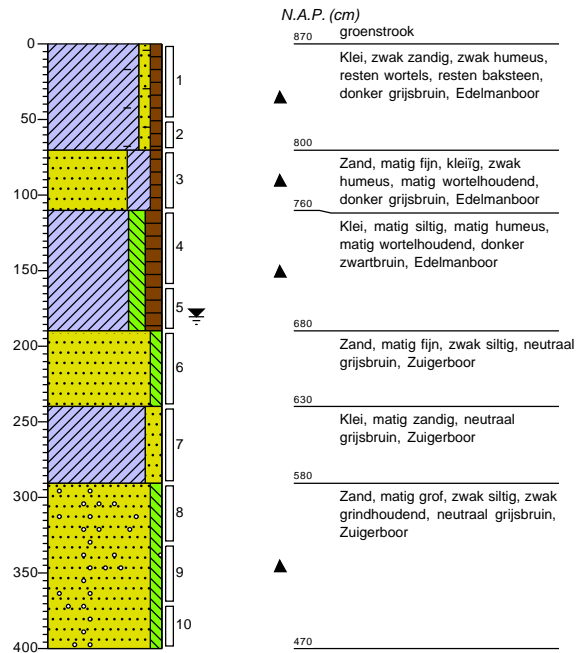 N.A.P. (cm)
groenstrook
870
Klei, zwak zandig, zwak humeus,
resten wortels, resten baksteen,
donker grijsbruin, Edelmanboor
800
Zand, matig fijn, kleiïg, zwak
humeus, matig wortelhoudend,
donker grijsbruin, Edelmanboor
760
Klei, matig siltig, matig humeus,
matig wortelhoudend, donker
zwartbruin, Edelmanboor
680
Zand, matig fijn, zwak siltig, neutraal
grijsbruin, Zuigerboor
630
Klei, matig zandig, neutraal
grijsbruin, Zuigerboor
580
Zand, matig grof, zwak siltig, zwak
grindhoudend, neutraal grijsbruin,
Zuigerboor
470
0
50
100
150
200
250
300
350
400
1
2
3
4
5
6
7
8
9
10